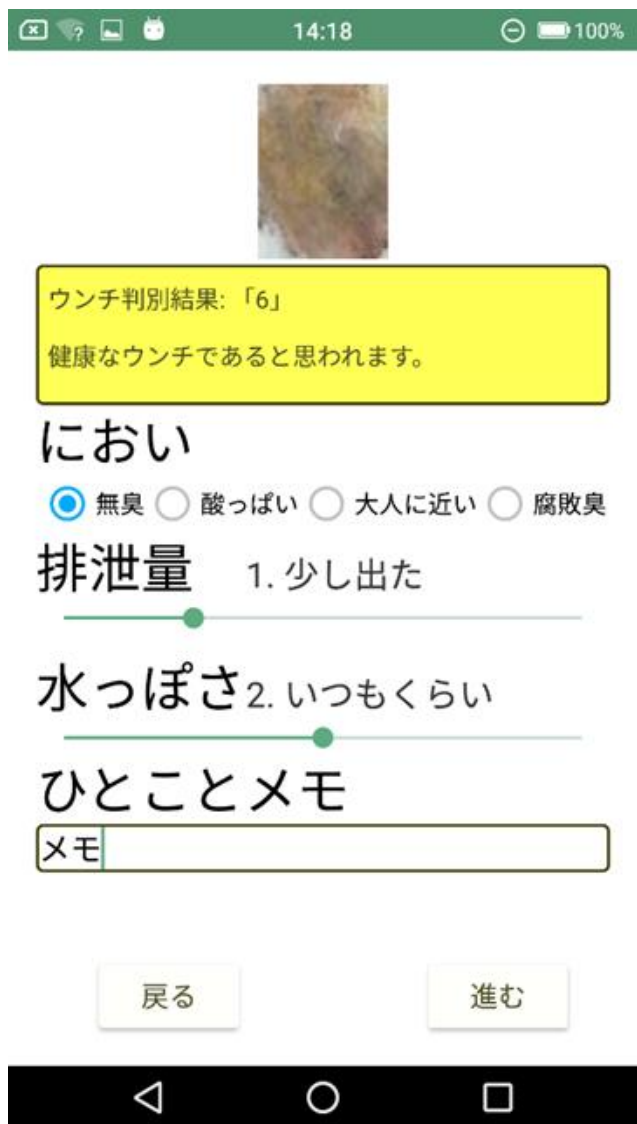 14:18 100%
ウンチ判別結果: 「6」
健康なウンチであると思われます。
におい
無臭 酸っぱい 大人に近い 腐敗臭
排泄量 1. 少し出た
水っぽさ 2. いつもくらい
ひとことメモ
メモ
戻る 進む